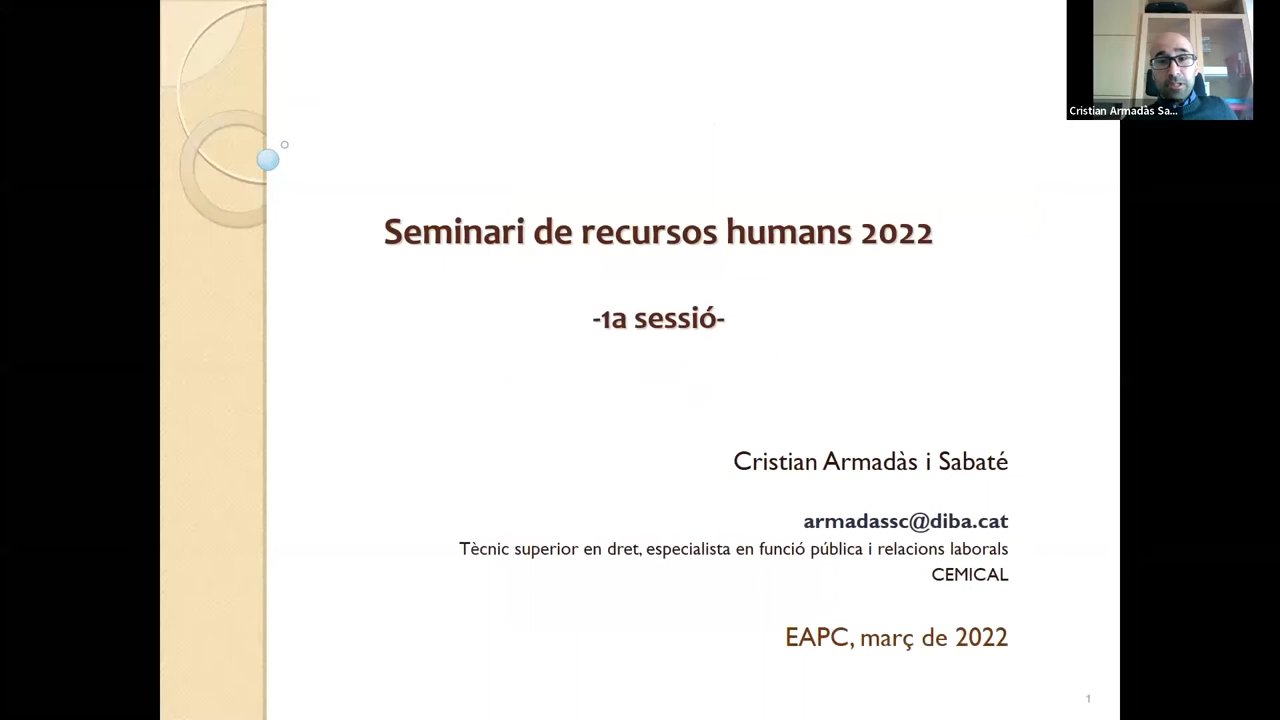 Cristian Armadàs Sa...
Seminari de recursos humans 2022
-1a sessió-
Cristian Armadàs i Sabaté
armadassc@diba.cat
Tècnic superior en dret, especialista en funció pública i relacions laborals
CEMICAL
EAPC, març de 2022
1